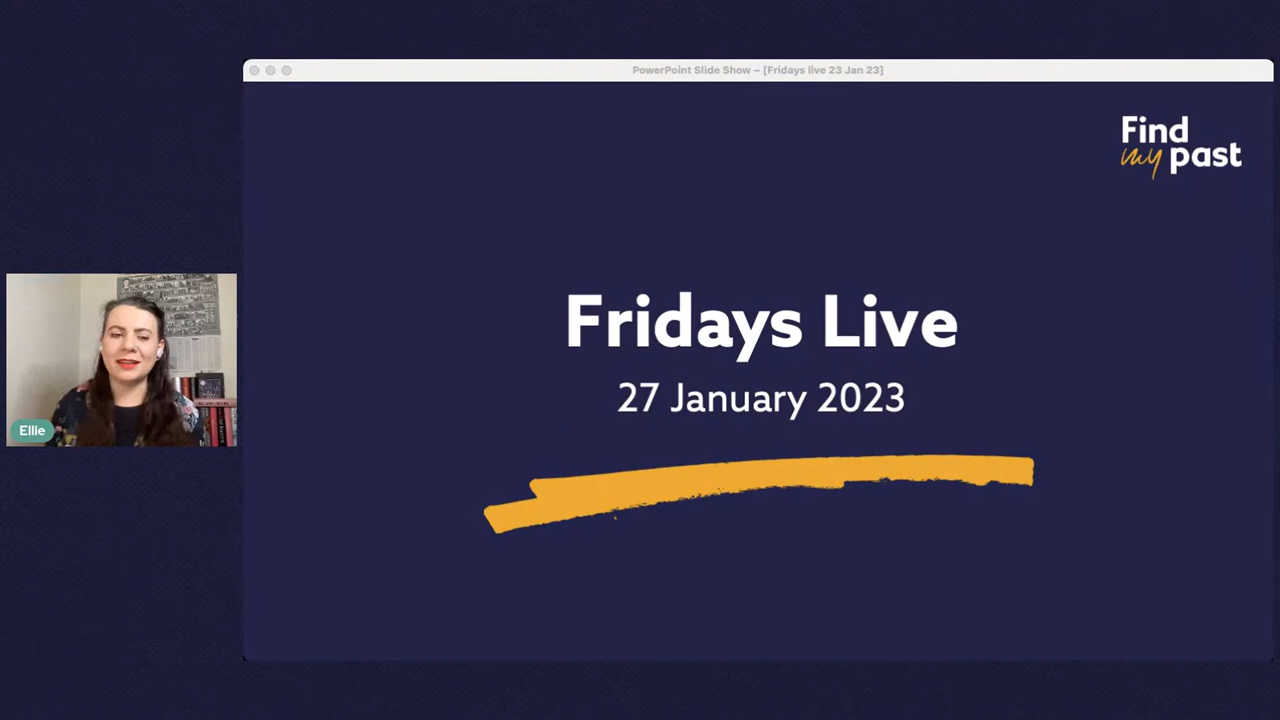 PowerPoint Slide Show – [Fridays live 23 Jan 23]
Find
my past
Fridays Live
27 January 2023
Ellie